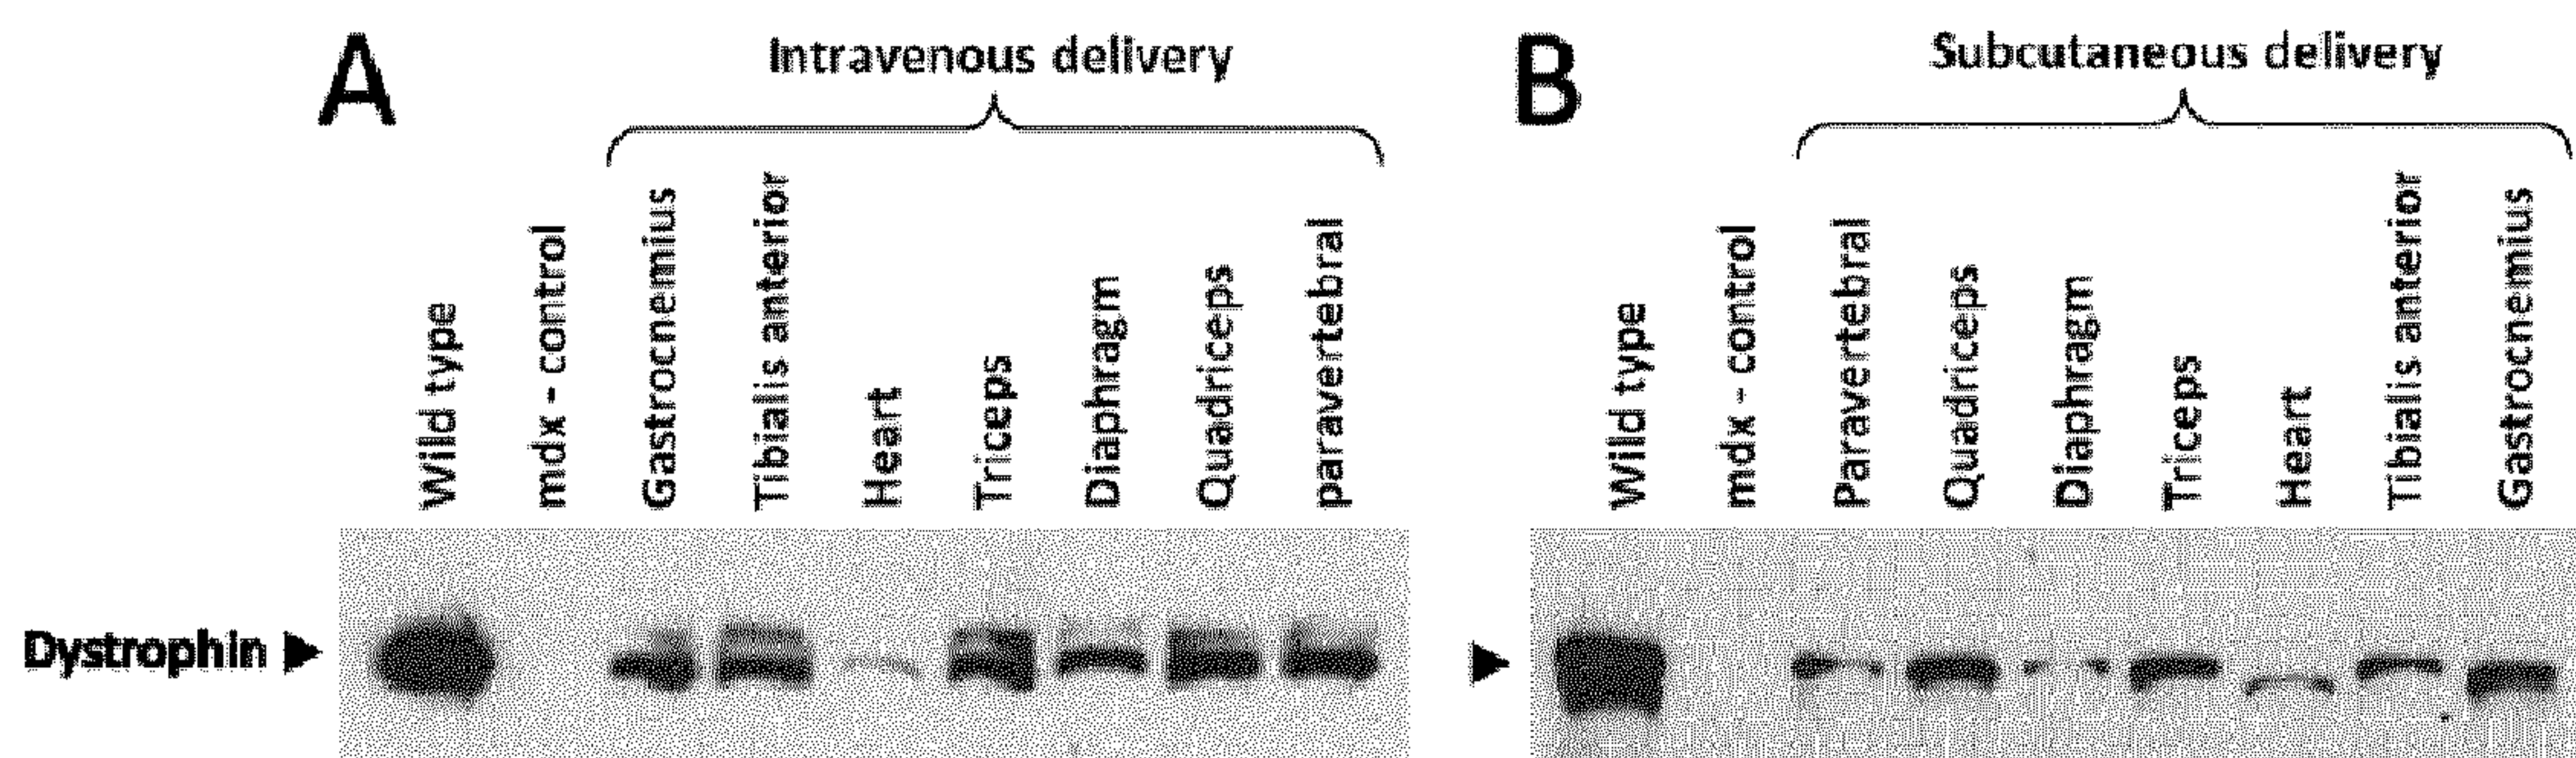 A
Intravenous delivery
Wild type
mdx - control
Gastrocnemius
Tibialis anterior
Heart
Triceps
Diaphragm
Quadriceps
paravertebral
Dystrophin
B
Subcutaneous delivery
Wild type
mdx - control
Paravertebral
Quadriceps
Diaphragm
Triceps
Heart
Tibialis anterior
Gastrocnemius